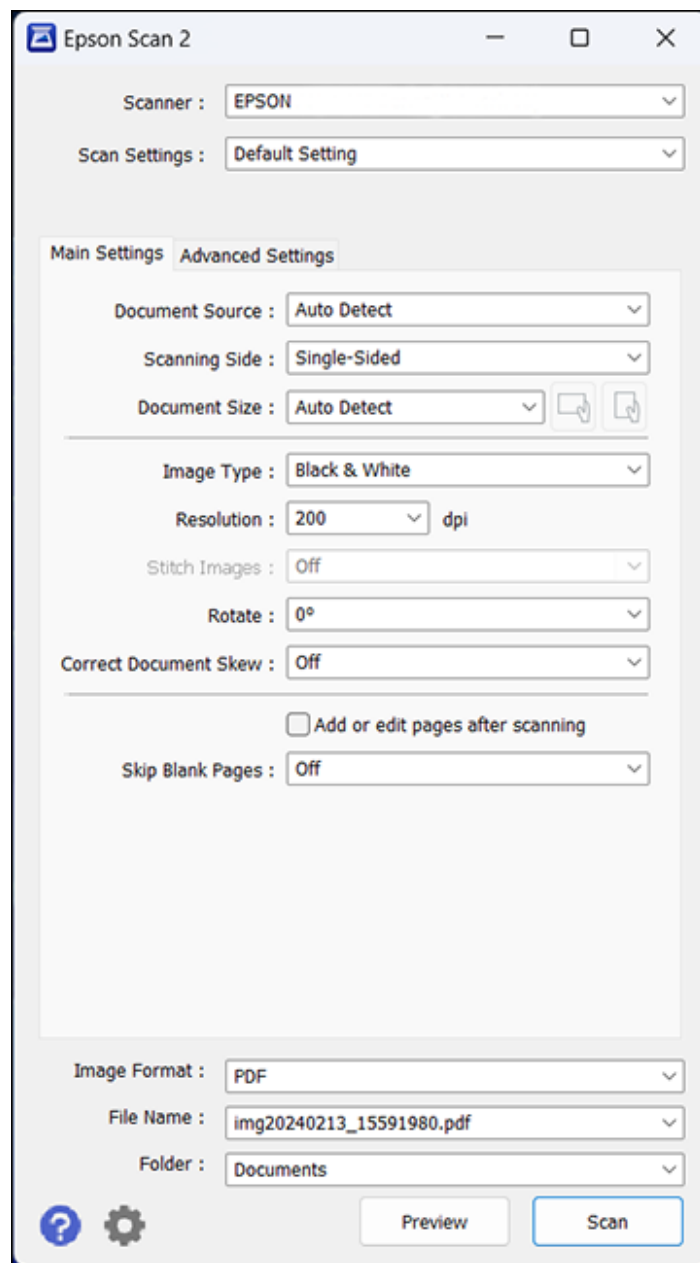 Epson Scan 2
Scanner : EPSON
Scan Settings : Default Setting
Main Settings Advanced Settings
Document Source : Auto Detect
Scanning Side : Single-Sided
Document Size : Auto Detect
Image Type : Black & White
Resolution : 200 dpi
Stitch Images : Off
Rotate : 0º
Correct Document Skew : Off
Add or edit pages after scanning
Skip Blank Pages : Off
Image Format : PDF
File Name : img20240213_15591980.pdf
Folder : Documents
? Preview Scan